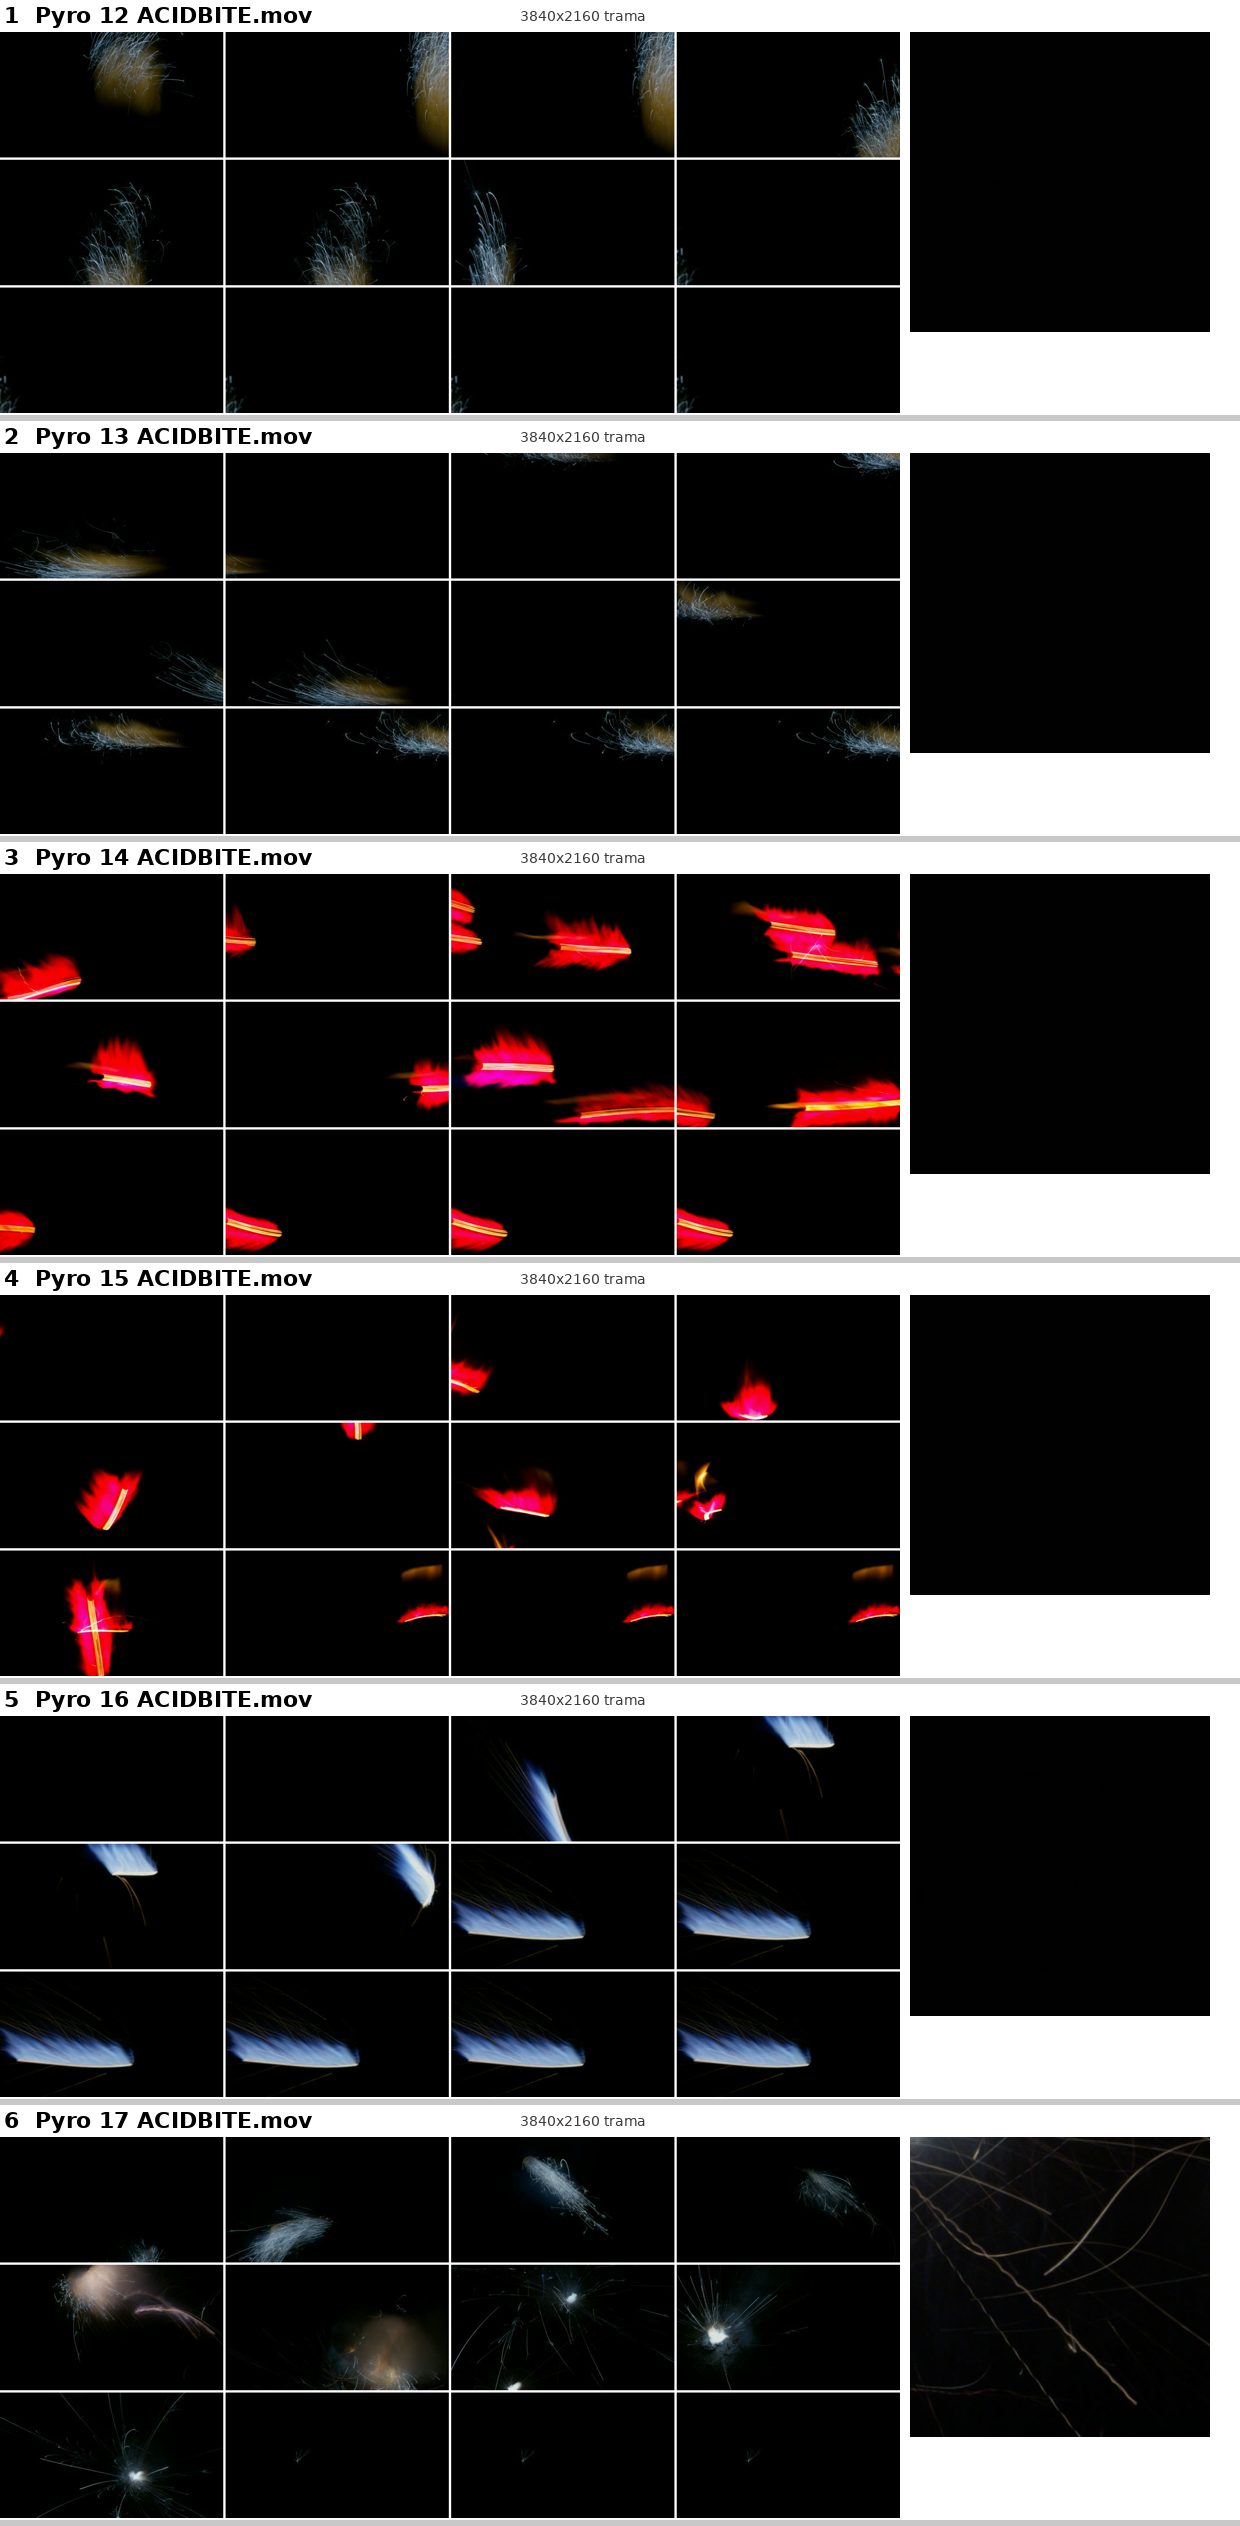 1 Pyro 12 ACIDBITE.mov 3840x2160 trama
2 Pyro 13 ACIDBITE.mov 3840x2160 trama
3 Pyro 14 ACIDBITE.mov 3840x2160 trama
4 Pyro 15 ACIDBITE.mov 3840x2160 trama
5 Pyro 16 ACIDBITE.mov 3840x2160 trama
6 Pyro 17 ACIDBITE.mov 3840x2160 trama